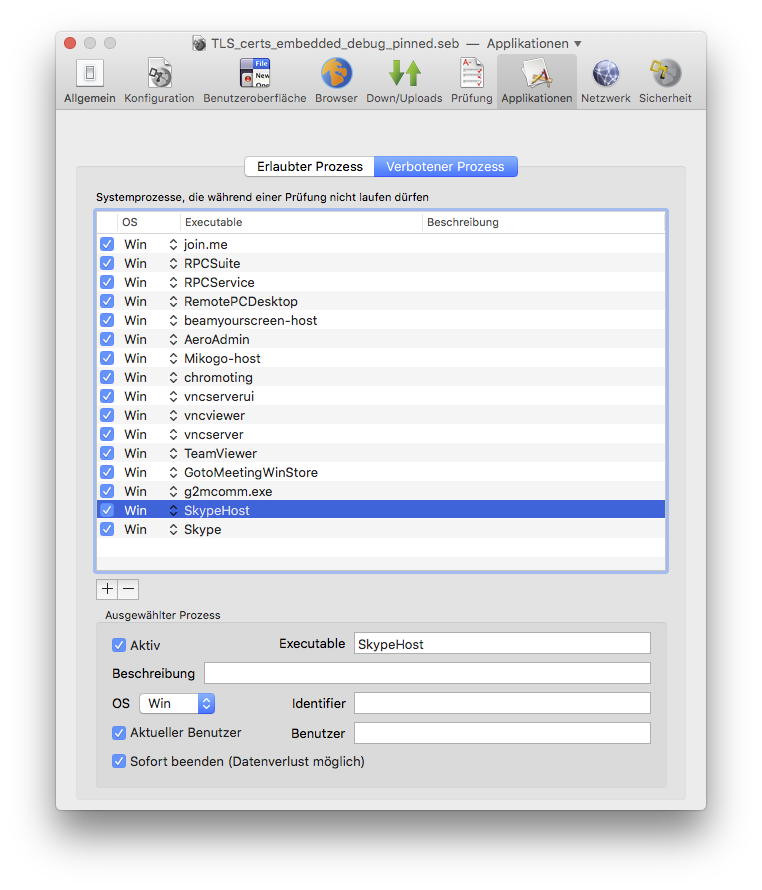 TLS_certs_embedded_debug_pinned.seb — Applikationen
File
New
Allgemein Konfiguration Benutzeroberfläche Browser Down/Uploads Prüfung Applikationen Netzwerk Sicherheit
Erlaubter Prozess Verbotener Prozess
Systemprozesse, die während einer Prüfung nicht laufen dürfen
OS Executable Beschreibung
Win join.me
Win RPCSuite
Win RPCService
Win RemotePCDesktop
Win beamyourscreen-host
Win AeroAdmin
Win Mikogo-host
Win chromoting
Win vncserverui
Win vncviewer
Win vncserver
Win TeamViewer
Win GotoMeetingWinStore
Win g2mcomm.exe
Win SkypeHost
Win Skype
+ −
Ausgewählter Prozess
Aktiv Executable SkypeHost
Beschreibung
OS Win Identifier
Aktueller Benutzer Benutzer
Sofort beenden (Datenverlust möglich)